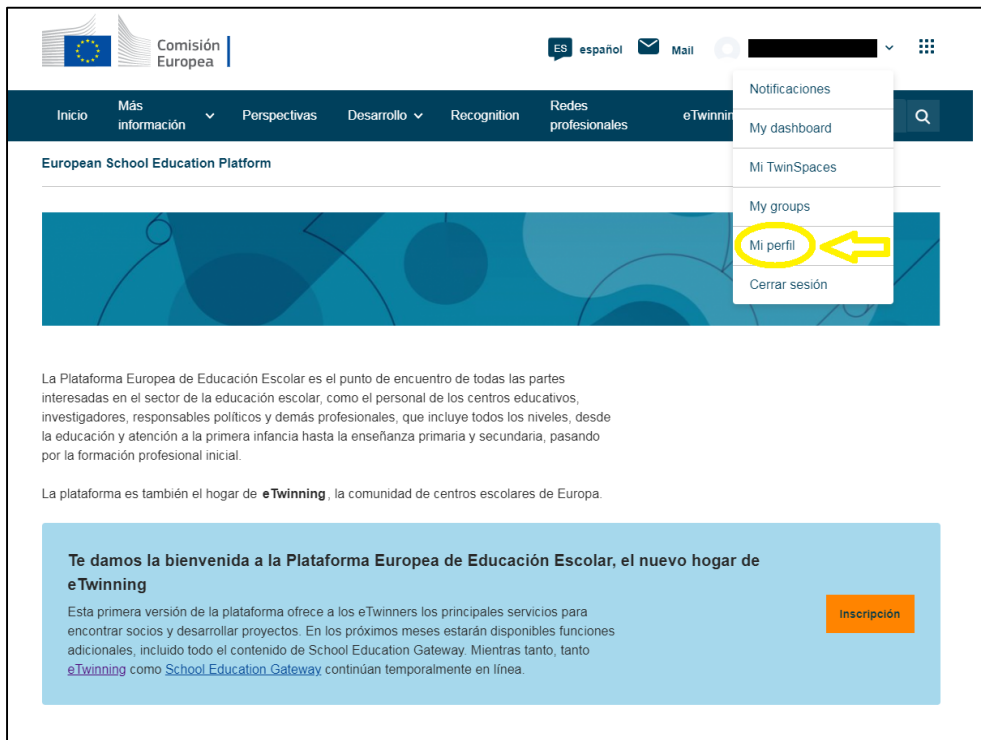 Comisión
Europea
ES español Mail
Inicio
Más
información
Perspectivas
Desarrollo
Recognition
Redes
profesionales
Notificaciones
My dashboard
Mi TwinSpaces
My groups
Mi perfil
Cerrar sesión
European School Education Platform
La Plataforma Europea de Educación Escolar es el punto de encuentro de todas las partes
interesadas en el sector de la educación escolar, como el personal de los centros educativos,
investigadores, responsables políticos y demás profesionales, que incluye todos los niveles, desde
la educación y atención a la primera infancia hasta la enseñanza primaria y secundaria, pasando
por la formación profesional inicial.
La plataforma es también el hogar de eTwinning, la comunidad de centros escolares de Europa.
Te damos la bienvenida a la Plataforma Europea de Educación Escolar, el nuevo hogar de
eTwinning
Esta primera versión de la plataforma ofrece a los eTwinners los principales servicios para
encontrar socios y desarrollar proyectos. En los próximos meses estarán disponibles funciones
adicionales, incluido todo el contenido de School Education Gateway. Mientras tanto, tanto
eTwinning como School Education Gateway continúan temporalmente en línea.
Inscripción